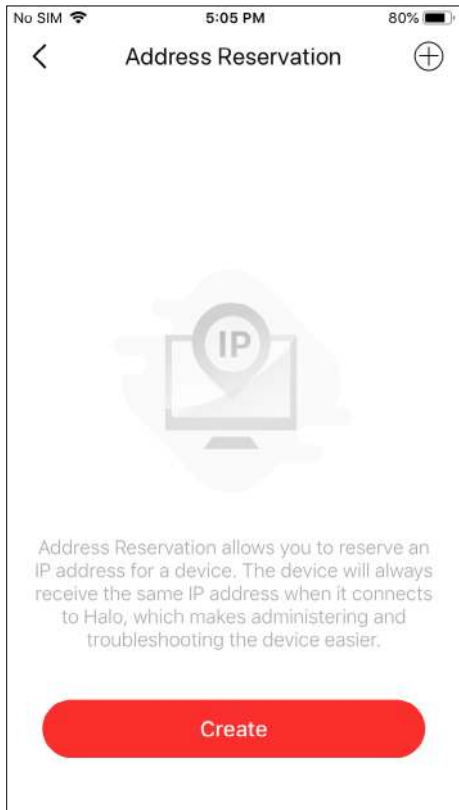 No SIM 5:05 PM 80%
Address Reservation
IP
Address Reservation allows you to reserve an
IP address for a device. The device will always
receive the same IP address when it connects
to Halo, which makes administering and
troubleshooting the device easier.
Create